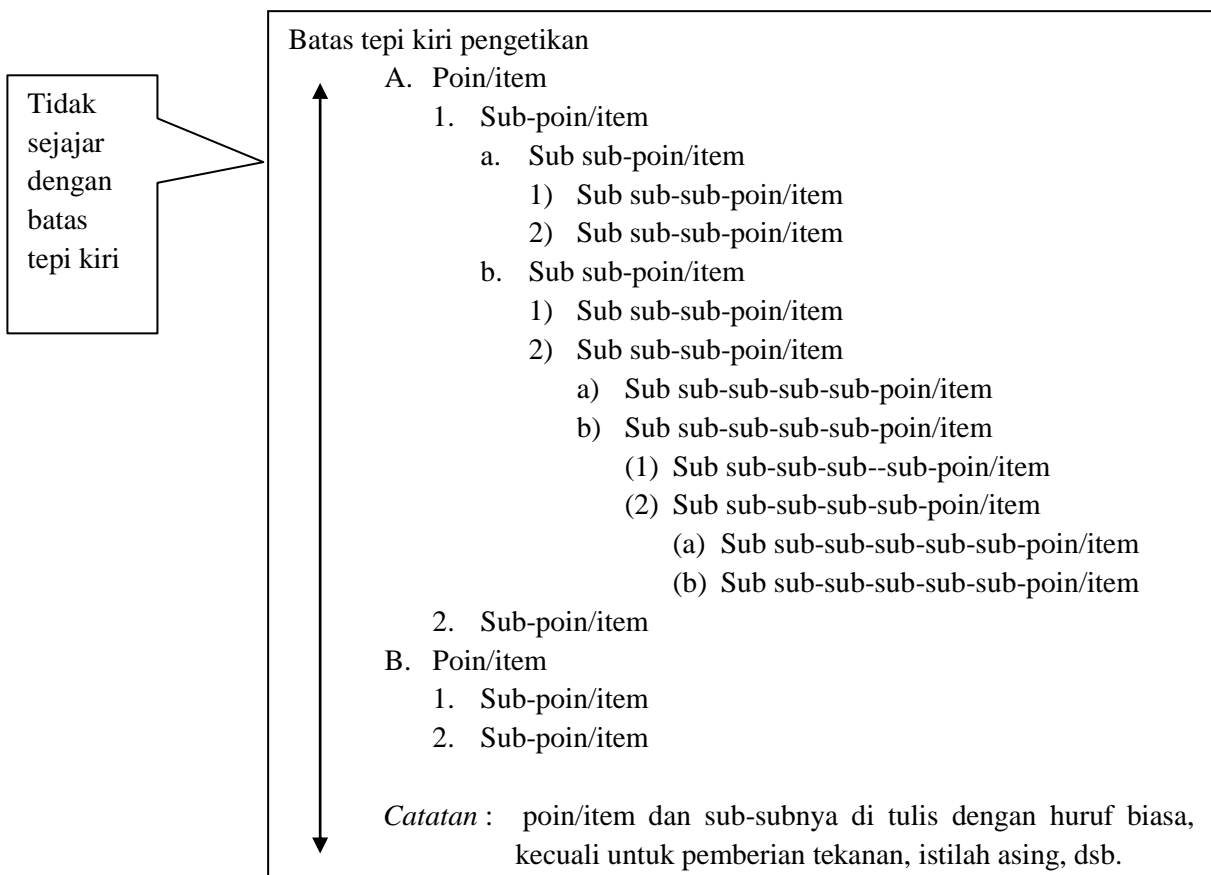 Batas tepi kiri pengetikan
Tidak
sejajar
dengan
batas
tepi kiri
A. Poin/item
1. Sub-poin/item
a. Sub sub-poin/item
1) Sub sub-sub-poin/item
2) Sub sub-sub-poin/item
b. Sub sub-poin/item
1) Sub sub-sub-poin/item
2) Sub sub-sub-poin/item
a) Sub sub-sub-sub-sub-poin/item
b) Sub sub-sub-sub-sub-poin/item
(1) Sub sub-sub-sub--sub-poin/item
(2) Sub sub-sub-sub-sub-poin/item
(a) Sub sub-sub-sub-sub-sub-poin/item
(b) Sub sub-sub-sub-sub-sub-poin/item
2. Sub-poin/item
B. Poin/item
1. Sub-poin/item
2. Sub-poin/item
Catatan : poin/item dan sub-subnya di tulis dengan huruf biasa,
kecuali untuk pemberian tekanan, istilah asing, dsb.